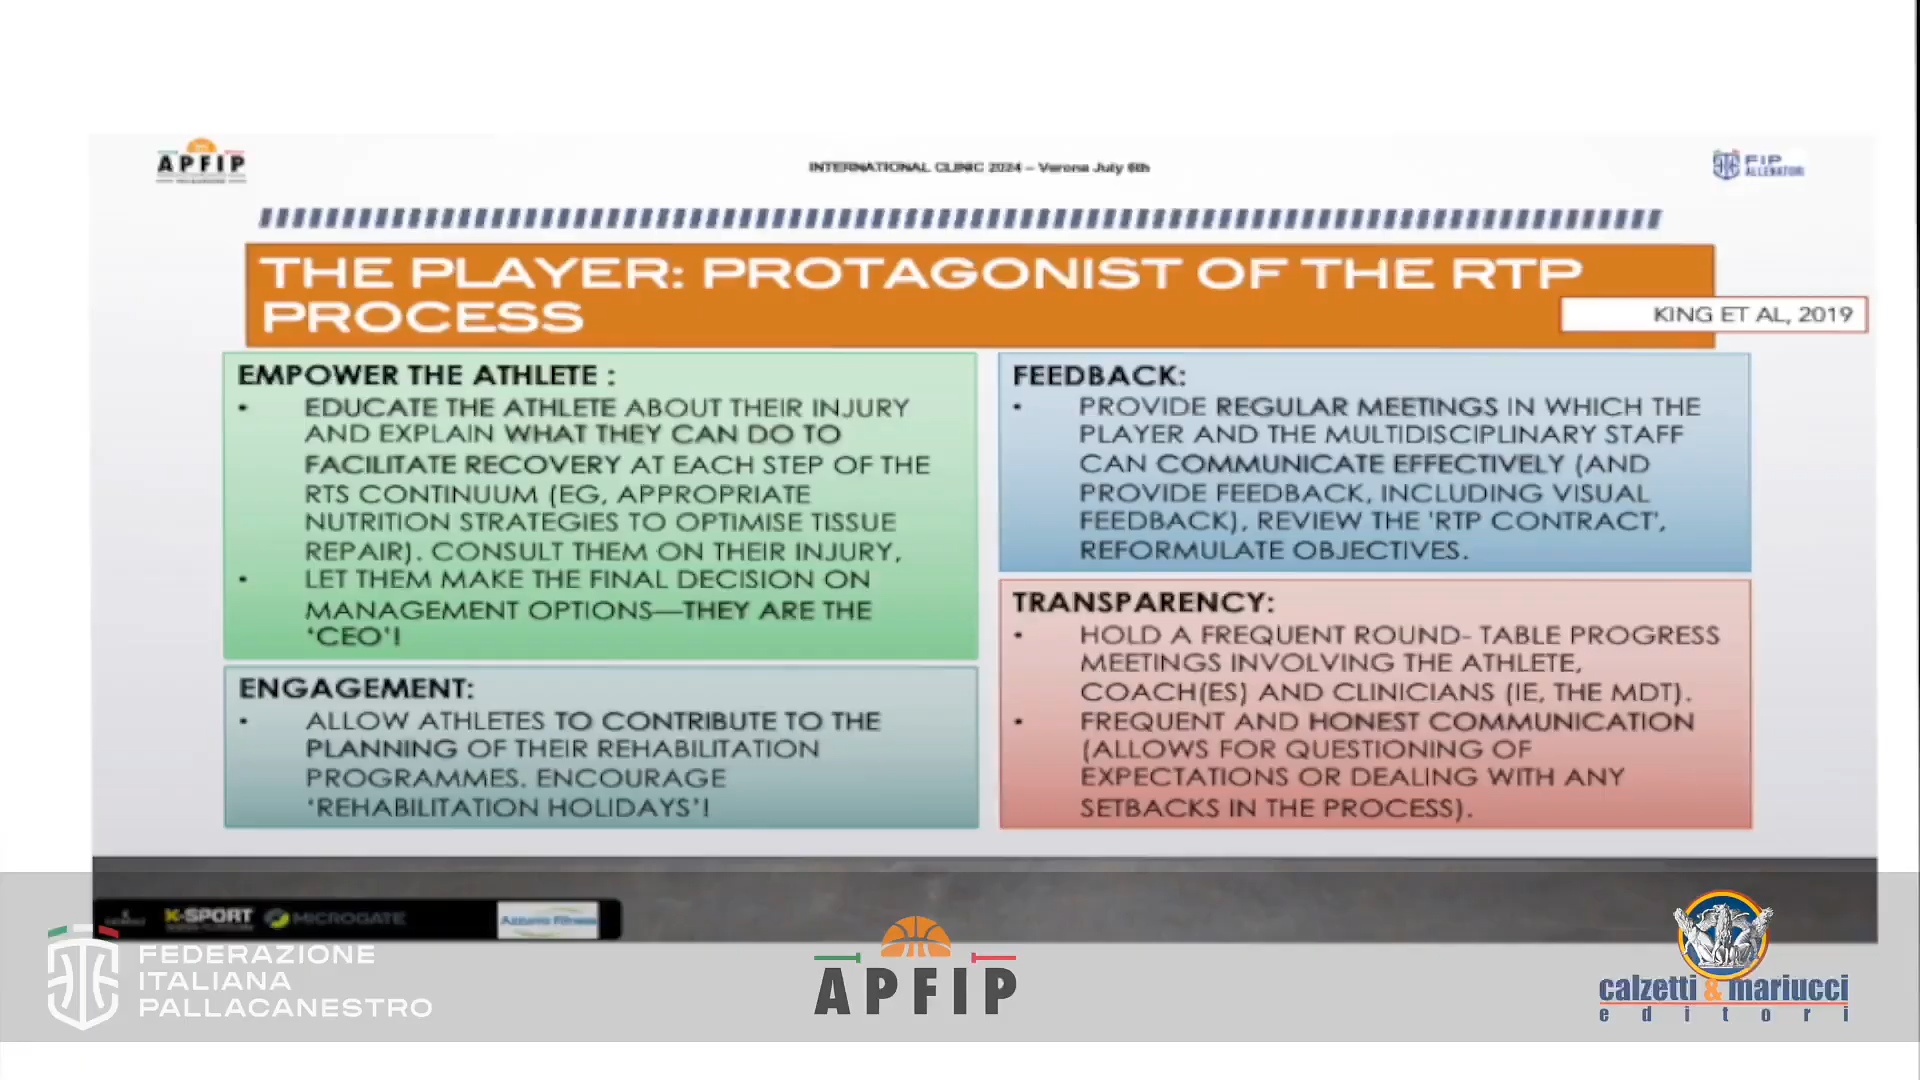 APFIP
INTERNATIONAL CLINIC 2024 – Verona July 6th
FIP
ALLENATORI
THE PLAYER: PROTAGONIST OF THE RTP
PROCESS
KING ET AL, 2019
EMPOWER THE ATHLETE :
• EDUCATE THE ATHLETE ABOUT THEIR INJURY
AND EXPLAIN WHAT THEY CAN DO TO
FACILITATE RECOVERY AT EACH STEP OF THE
RTS CONTINUUM (EG, APPROPRIATE
NUTRITION STRATEGIES TO OPTIMISE TISSUE
REPAIR). CONSULT THEM ON THEIR INJURY,
• LET THEM MAKE THE FINAL DECISION ON
MANAGEMENT OPTIONS—THEY ARE THE
‘CEO’!
ENGAGEMENT:
• ALLOW ATHLETES TO CONTRIBUTE TO THE
PLANNING OF THEIR REHABILITATION
PROGRAMMES. ENCOURAGE
‘REHABILITATION HOLIDAYS’!
FEEDBACK:
• PROVIDE REGULAR MEETINGS IN WHICH THE
PLAYER AND THE MULTIDISCIPLINARY STAFF
CAN COMMUNICATE EFFECTIVELY (AND
PROVIDE FEEDBACK, INCLUDING VISUAL
FEEDBACK), REVIEW THE 'RTP CONTRACT',
REFORMULATE OBJECTIVES.
TRANSPARENCY:
• HOLD A FREQUENT ROUND- TABLE PROGRESS
MEETINGS INVOLVING THE ATHLETE,
COACH(ES) AND CLINICIANS (IE, THE MDT).
• FREQUENT AND HONEST COMMUNICATION
(ALLOWS FOR QUESTIONING OF
EXPECTATIONS OR DEALING WITH ANY
SETBACKS IN THE PROCESS).
K-SPORT
MICROGATE
FEDERAZIONE
ITALIANA
PALLACANESTRO
APFIP
calzetti & mariucci
editori